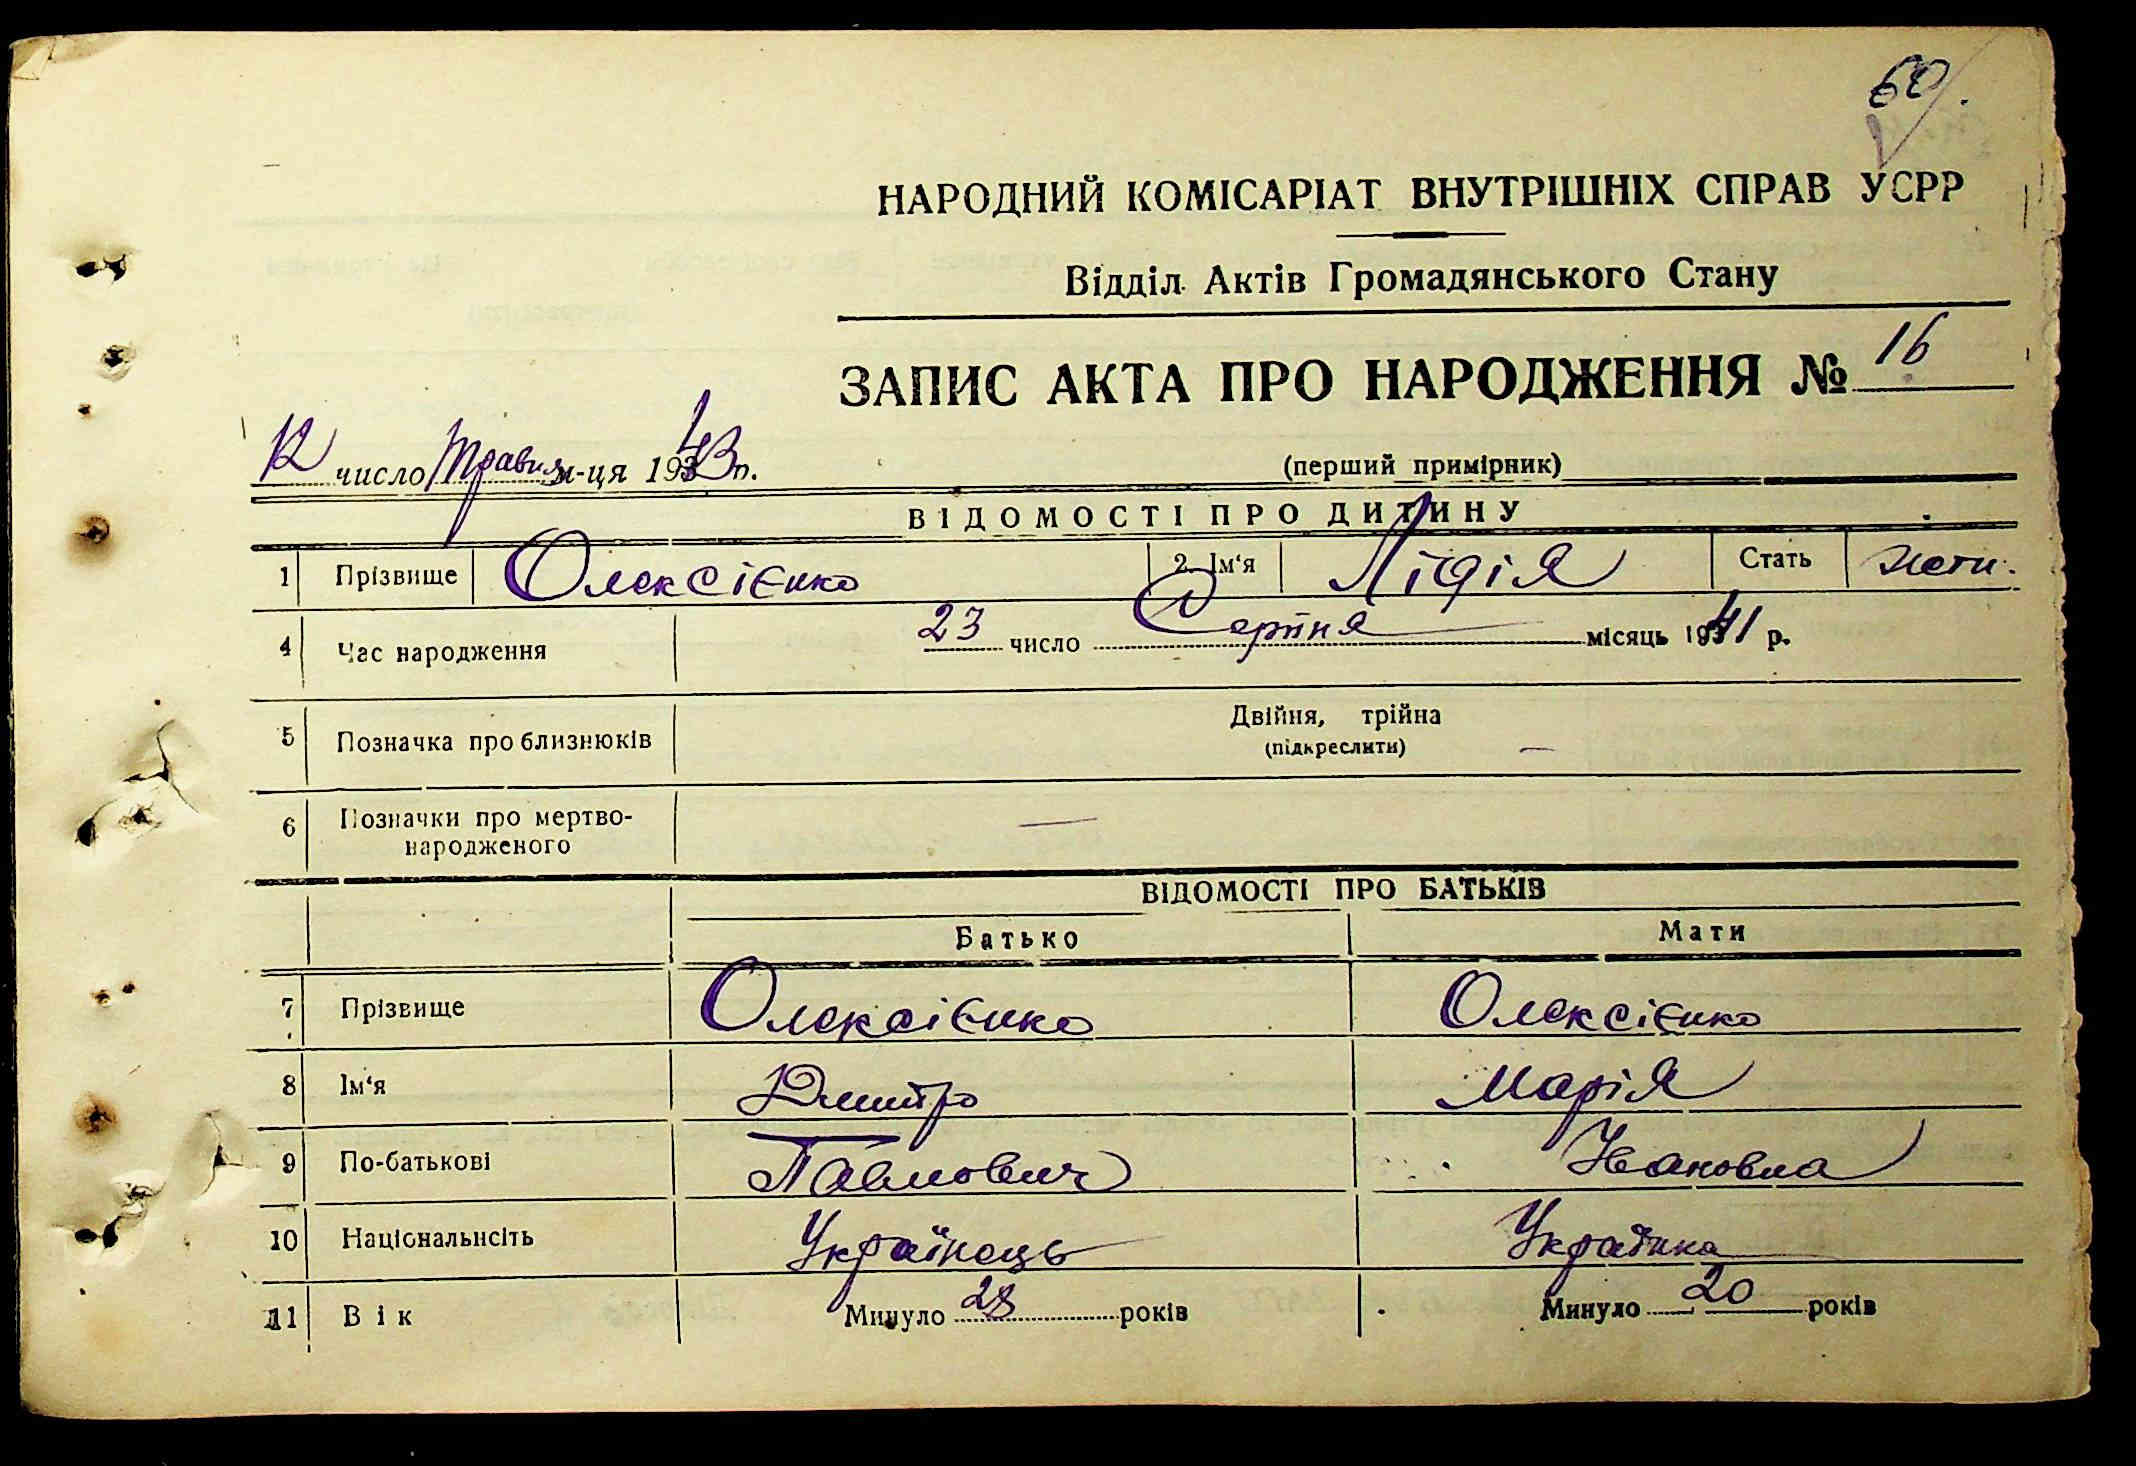 60.
НАРОДНИЙ КОМІСАРІАТ ВНУТРІШНІХ СПРАВ УСРР
Відділ Актів Громадянського Стану
ЗАПИС АКТА ПРО НАРОДЖЕННЯ № 16
12 число Травня м-ця 1943 р.
(перший примірник)
ВІДОМОСТІ ПРО ДИТИНУ
1 Прізвище Олексієнко 2. Ім'я Лідія Стать
4 Час народження 23 число Серпня місяць 1941 р.
5 Позначка про близнюків Двійня, трійна
(підкреслити) —
6 Позначки про мертво-
народженого —
ВІДОМОСТІ ПРО БАТЬКІВ
Батько Мати
7 Прізвище Олексієнко Олексієнко
8 Ім'я Дмитро Марія
9 По-батькові Павлович Івановна
10 Національнсіть Українець Українка
11 Вік Минуло 28 років Минуло 20 років